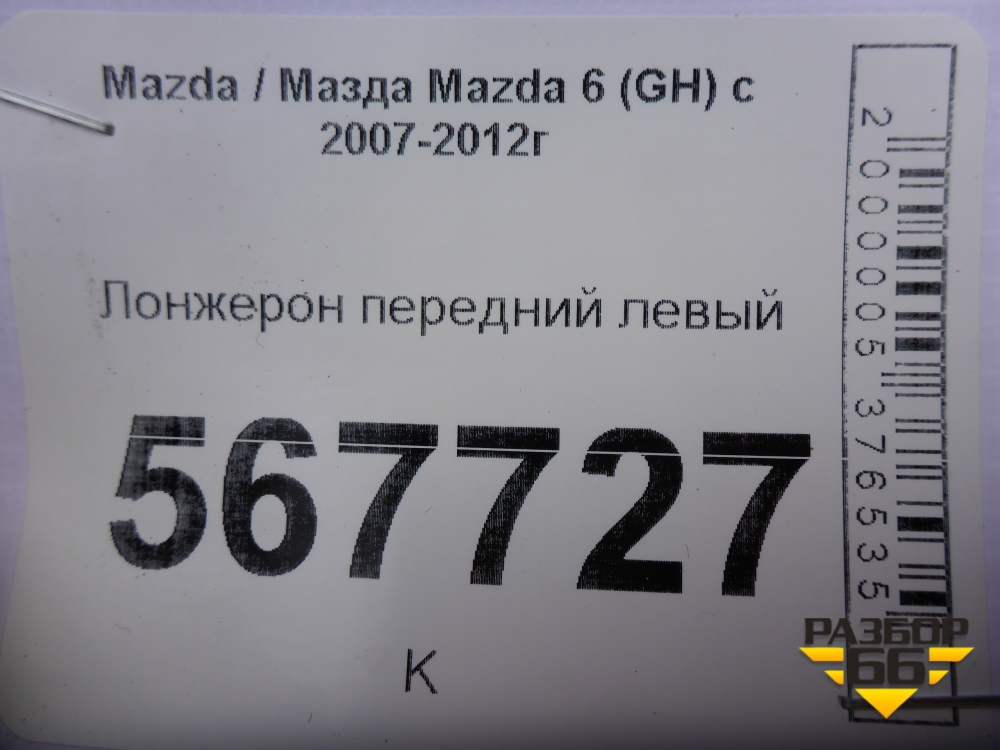 Mazda / Мазда Mazda 6 (GH) с
2007-2012г
Лонжерон передний левый
567727
К
2000005376535
РАЗБОР
66